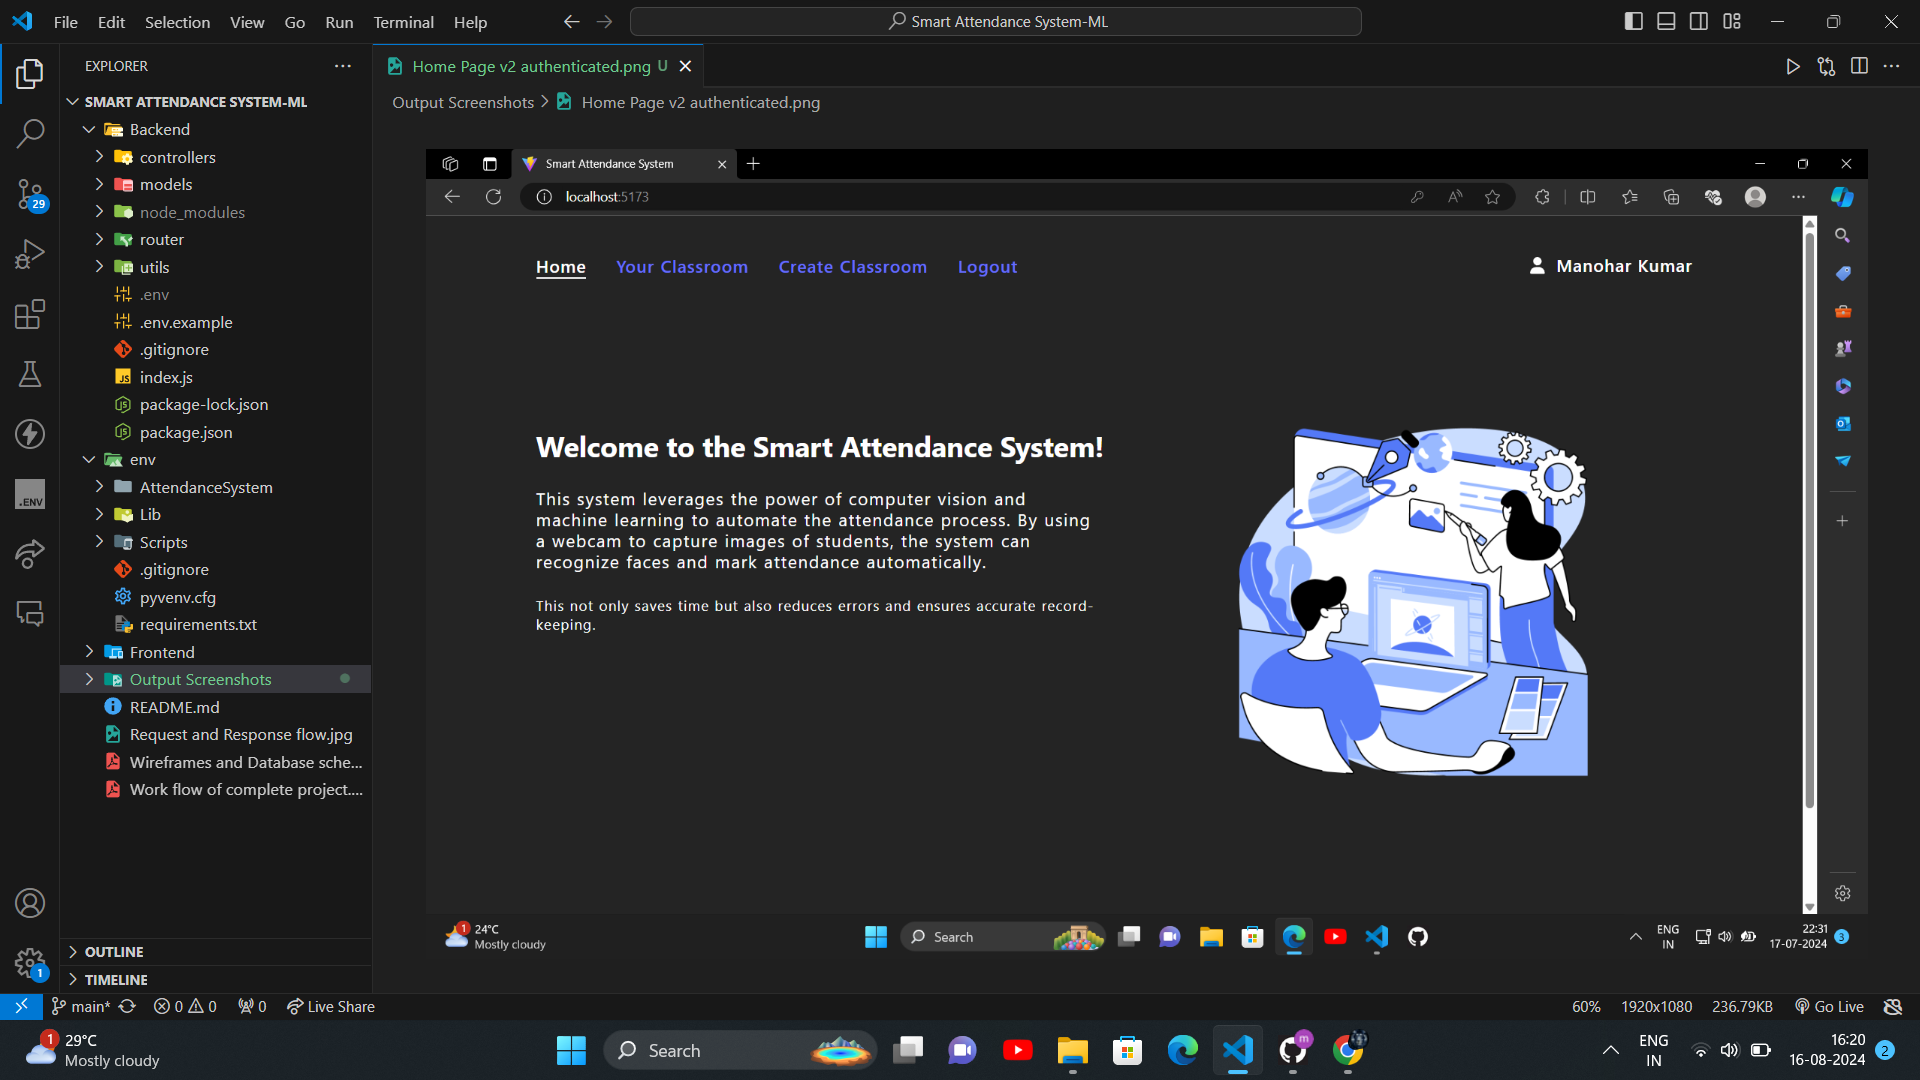 File Edit Selection View Go Run Terminal Help
Smart Attendance System-ML
EXPLORER
SMART ATTENDANCE SYSTEM-ML
Backend
controllers
models
node_modules
router
utils
.env
.env.example
.gitignore
JS index.js
package-lock.json
package.json
env
AttendanceSystem
Lib
Scripts
.gitignore
pyvenv.cfg
requirements.txt
Frontend
Output Screenshots
README.md
Request and Response flow.jpg
Wireframes and Database sche...
Work flow of complete project....
OUTLINE
TIMELINE
29
.ENV
1
Home Page v2 authenticated.png U
Output Screenshots > Home Page v2 authenticated.png
Smart Attendance System
localhost:5173
Home Your Classroom Create Classroom Logout
Manohar Kumar
Welcome to the Smart Attendance System!
This system leverages the power of computer vision and
machine learning to automate the attendance process. By using
a webcam to capture images of students, the system can
recognize faces and mark attendance automatically.
This not only saves time but also reduces errors and ensures accurate record-
keeping.
1
24°C
Mostly cloudy
Search
ENG
IN
22:31
17-07-2024
3
main* 0 0 0 Live Share
60% 1920x1080 236.79KB Go Live
1
29°C
Mostly cloudy
Search
m
ENG
IN
16:20
16-08-2024
2